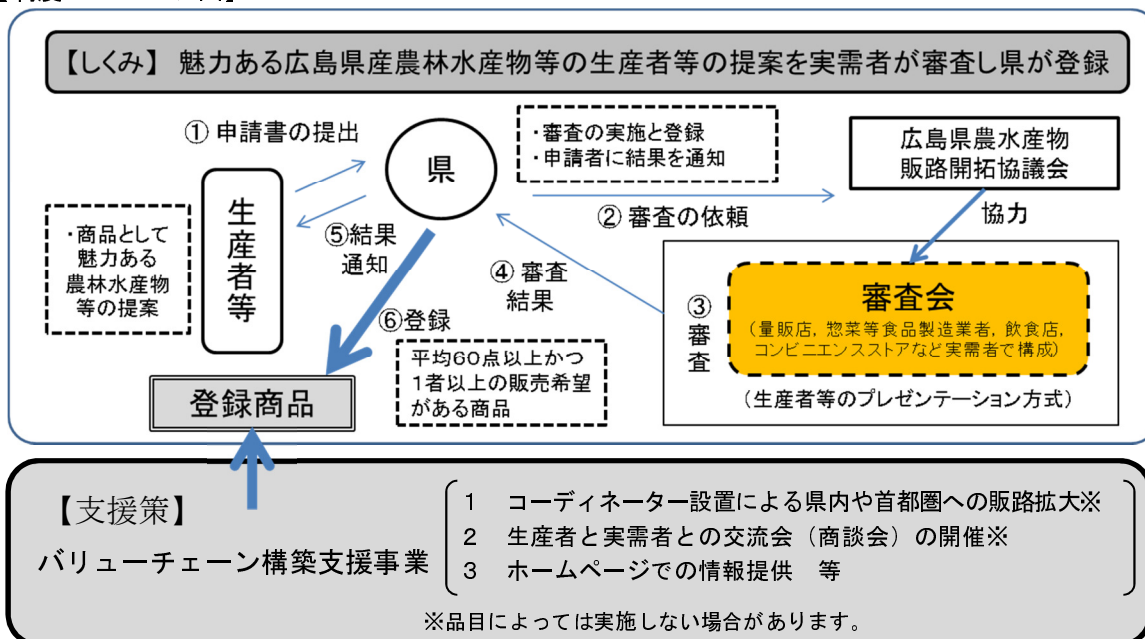 【しくみ】 魅力ある広島県産農林水産物等の生産者等の提案を実需者が審査し県が登録
① 申請書の提出
県
・審査の実施と登録
・申請者に結果を通知
広島県農水産物
販路開拓協議会
② 審査の依頼
協力
生産者等
・商品として
魅力ある
農林水産物
等の提案
⑤結果
通知
④ 審査
結果
③審査
審査会
（量販店，惣菜等食品製造業者，飲食店，
コンビニエンスストアなど実需者で構成）
（生産者等のプレゼンテーション方式）
⑥登録
平均60点以上かつ
1者以上の販売希望
がある商品
登録商品
【支援策】
バリューチェーン構築支援事業
1　コーディネーター設置による県内や首都圏への販路拡大※
2　生産者と実需者との交流会（商談会）の開催※
3　ホームページでの情報提供　等
※品目によっては実施しない場合があります。